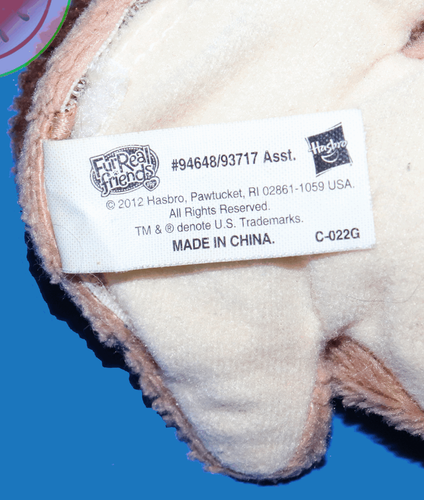 FurReal
friends
#94648/93717 Asst.
Hasbro
© 2012 Hasbro, Pawtucket, RI 02861-1059 USA.
All Rights Reserved.
TM & ® denote U.S. Trademarks.
MADE IN CHINA.
C-022G